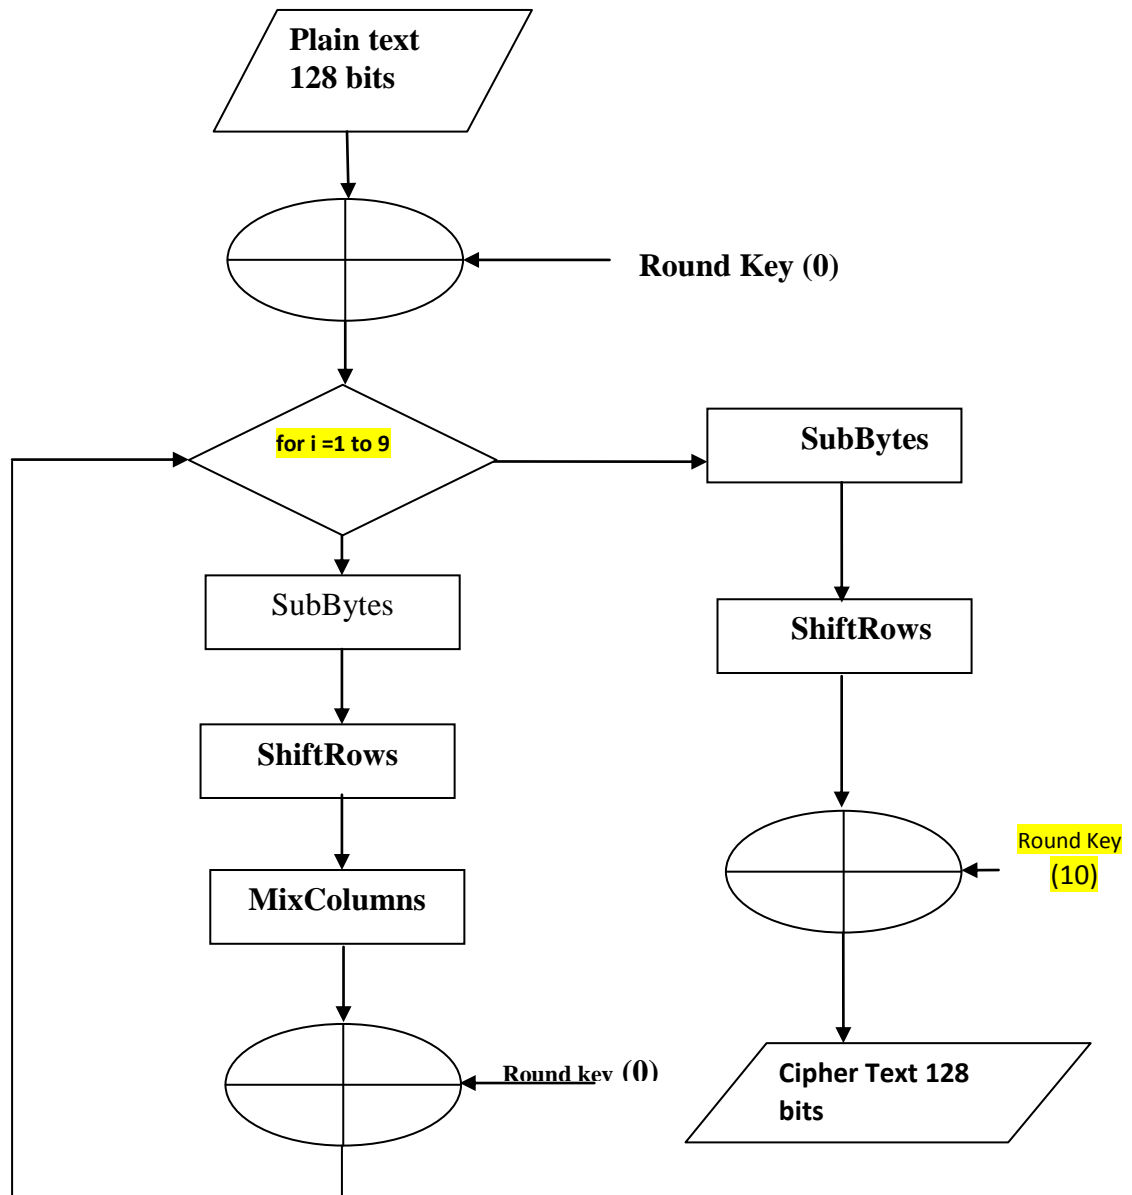 Plain text
128 bits
Round Key (0)
for i =1 to 9
SubBytes
SubBytes
ShiftRows
ShiftRows
MixColumns
Round Key
(10)
Round key (0)
Cipher Text 128
bits